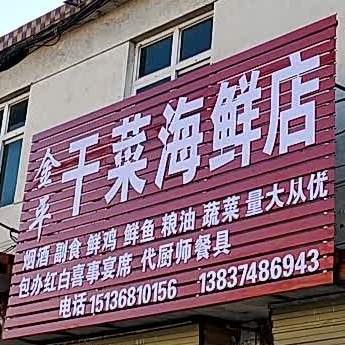 金平
干菜海鲜店
烟酒 副食 鲜鸡 鲜鱼 粮油 蔬菜 量大从优
包办红白喜事宴席 代厨师餐具
电话 15136810156 13837486943